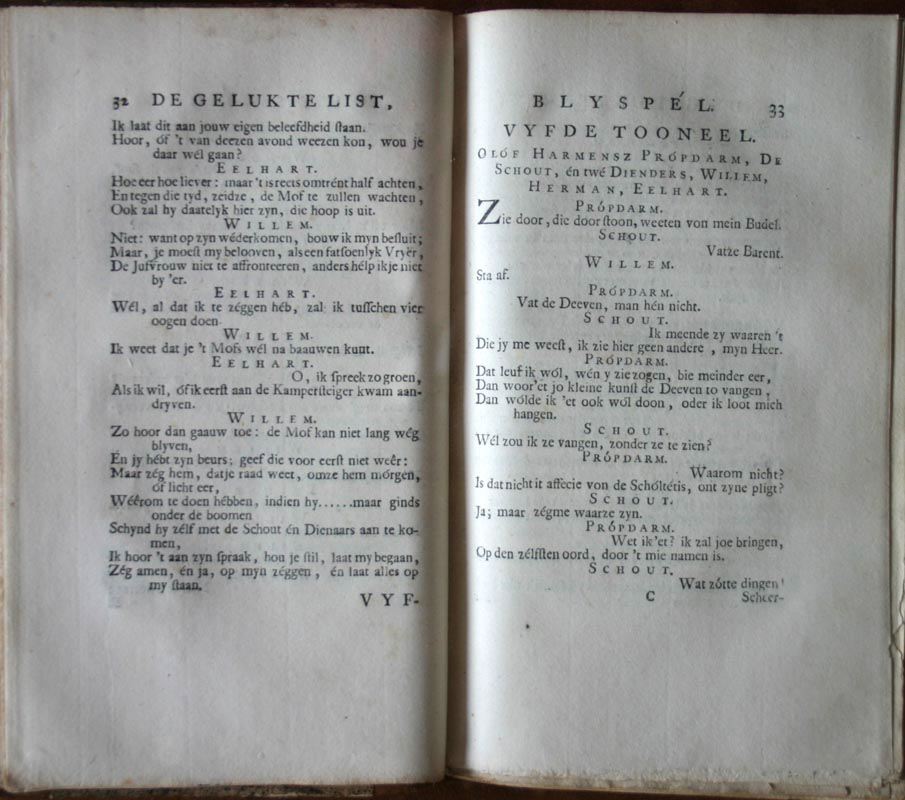 32 DE GELUKTE LIST,
Ik laat dit aan jouw eigen beleefdheid staan.
Hoor, óf 't van deezen avond weezen kon, wou je
daar wél gaan?
EELHART.
Hoe eer hoe liever: maar 't is reets omtrént half achten,
En tegen die tyd, zeidze, de Mof te zullen wachten,
Ook zal hy daatelyk hier zyn, die hoop is uit.
WILLEM.
Niet: want op zyn wéderkomen, bouw ik myn besluit;
Maar, je moest my belooven, als een fatsoenlyk Vryer,
De Jufvrouw niet te affronteeren, anders hélp ik je niet
by 'er.
EELHART.
Wél, al dat ik te zéggen héb, zal ik tusschen vier
oogen doen.
WILLEM.
Ik weet dat je 't Mofs wél na baauwen kunt.
EELHART.
O, ik spreek zo groen,
Als ik wil, óf ik eerst aan de Kampersteiger kwam aan-
dryven.
WILLEM.
Zo hoor dan gaauw toe: de Mof kan niet lang wég
blyven,
En jy hébt zyn beurs; geef die voor eerst niet weêr:
Maar zég hem, datje raad weet, omze hem mórgen,
óf licht eer,
Wéêrom te doen hébben, indien hy......maar ginds
onder de boomen
Schynd hy zélf met de Schout én Dienaars aan te ko-
men,
Ik hoor 't aan zyn spraak, hou je stil, laat my begaan,
Zég amen, én ja, op myn zéggen, én laat alles op
my staan.
VYF-
BLYSPÉL. 33
VYFDE TOONEEL.
OLÓF HARMENSZ PRÓPDARM, DE
SCHOUT, én twé DIENDERS, WILLEM,
HERMAN, EELHART.
PRÓPDARM.
Zie door, die door stoon, weeten von mein Budel.
SCHOUT.
Vatze Barent.
WILLEM.
Sta af.
PRÓPDARM.
Vat de Deeven, man hén nicht.
SCHOUT.
Ik meende zy waaren 't
Die jy me weest, ik zie hier geen andere, myn Heer.
PRÓPDARM.
Dat leuf ik wól, wén y zie zogen, bie meinder eer,
Dan woor'et jo kleine kunst de Deeven to vangen,
Dan wólde ik 'et ook wól doon, oder ik loot mich
hangen.
SCHOUT.
Wél zou ik ze vangen, zonder ze te zien?
PRÓPDARM.
Waarom nicht?
Is dat nicht it affecie von de Schóltétis, ont zyne pligt?
SCHOUT.
Ja; maar zégme waarze zyn.
PRÓPDARM.
Wet ik'et? ik zal joe bringen,
Op den zélfsten oord, door 't mie namen is.
SCHOUT.
Wat zótte dingen!
C Scheer-